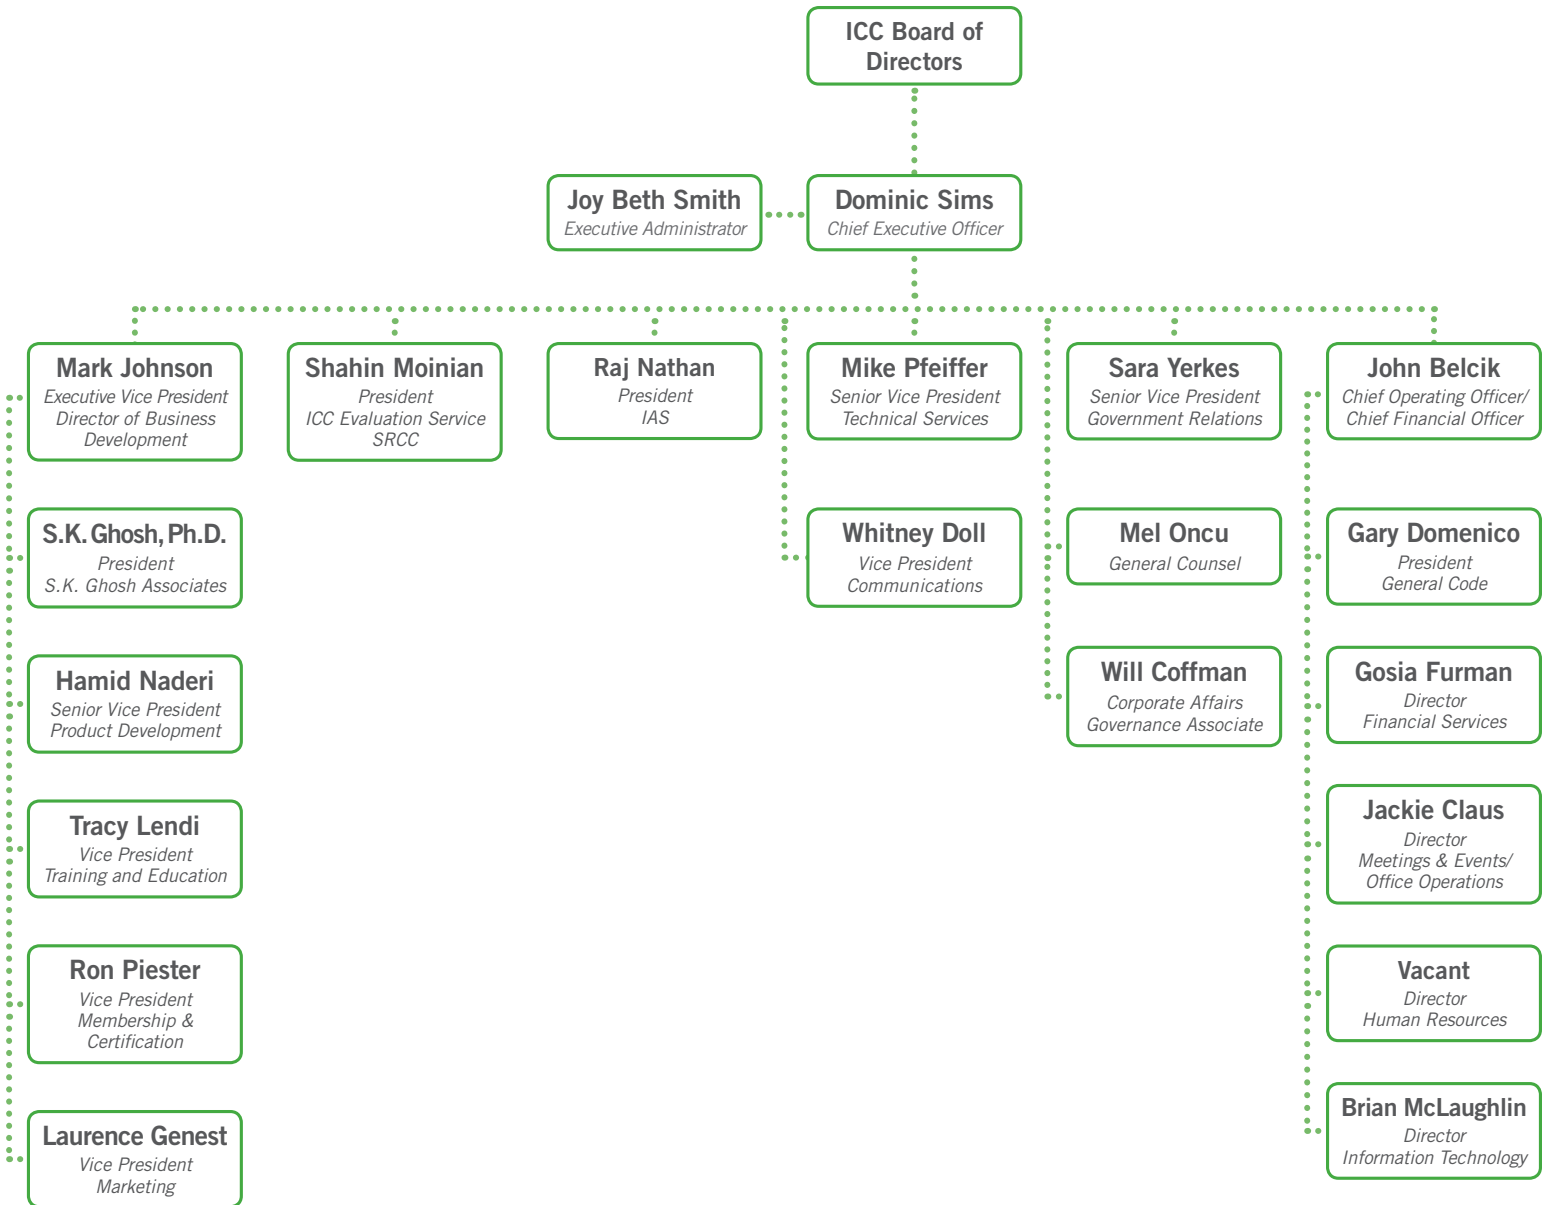 ICC Board of
Directors
Joy Beth Smith
Executive Administrator
Dominic Sims
Chief Executive Officer
Mark Johnson
Executive Vice President
Director of Business
Development
Shahin Moinian
President
ICC Evaluation Service
SRCC
Raj Nathan
President
IAS
Mike Pfeiffer
Senior Vice President
Technical Services
Sara Yerkes
Senior Vice President
Government Relations
John Belcik
Chief Operating Officer/
Chief Financial Officer
S.K. Ghosh, Ph.D.
President
S.K. Ghosh Associates
Whitney Doll
Vice President
Communications
Mel Oncu
General Counsel
Gary Domenico
President
General Code
Hamid Naderi
Senior Vice President
Product Development
Will Coffman
Corporate Affairs
Governance Associate
Gosia Furman
Director
Financial Services
Tracy Lendi
Vice President
Training and Education
Jackie Claus
Director
Meetings & Events/
Office Operations
Ron Piester
Vice President
Membership &
Certification
Vacant
Director
Human Resources
Laurence Genest
Vice President
Marketing
Brian McLaughlin
Director
Information Technology